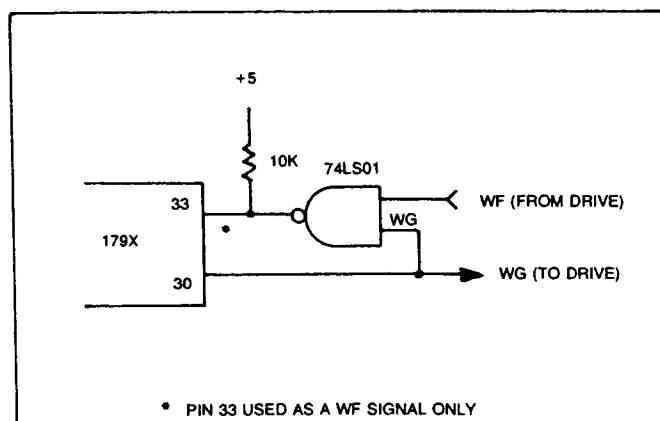 +5
10K
74LS01
33
WF (FROM DRIVE)
WG
*
179X
30
WG (TO DRIVE)
* PIN 33 USED AS A WF SIGNAL ONLY